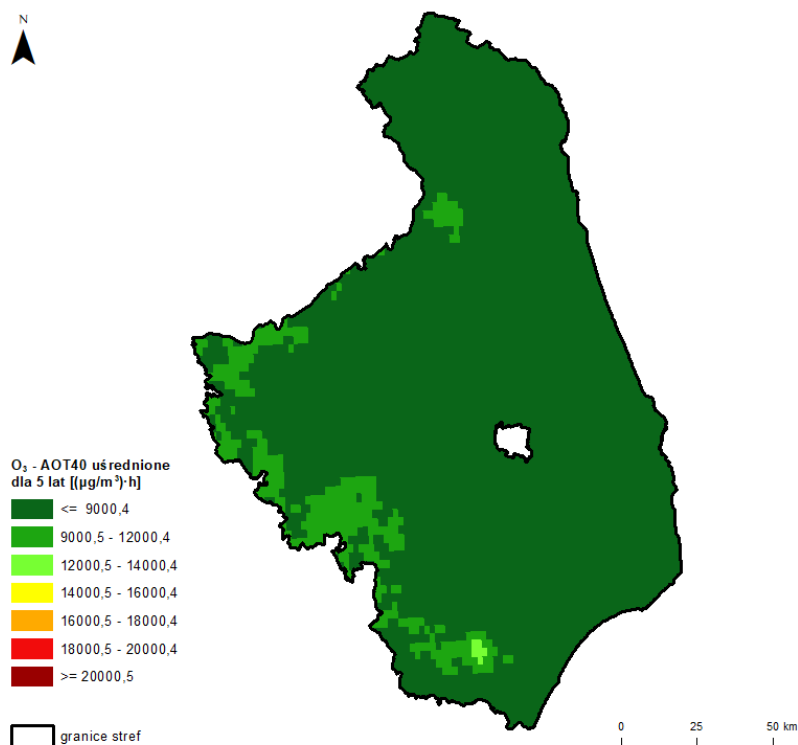 N
O₃ - AOT40 uśrednione
dla 5 lat [(µg/m³)·h]
<= 9000,4
9000,5 - 12000,4
12000,5 - 14000,4
14000,5 - 16000,4
16000,5 - 18000,4
18000,5 - 20000,4
>= 20000,5
granice stref
0 25 50 km